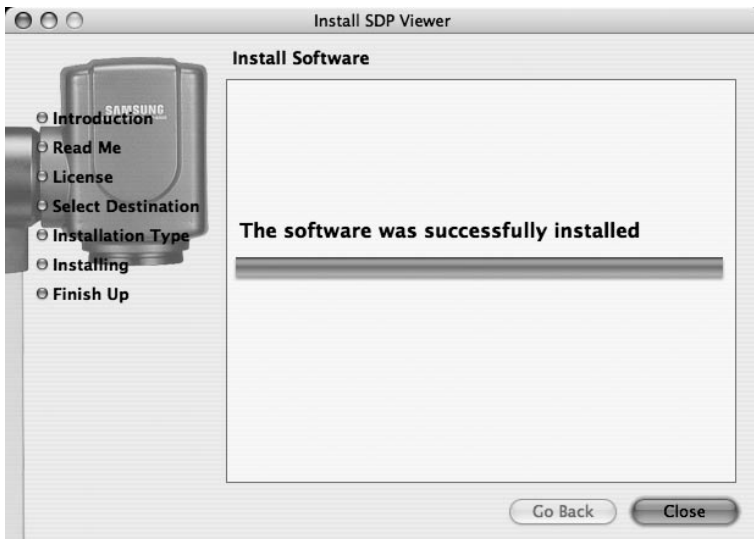 Install SDP Viewer
Install Software
SAMSUNG
Introduction
Read Me
License
Select Destination
Installation Type
Installing
Finish Up
The software was successfully installed
Go Back
Close